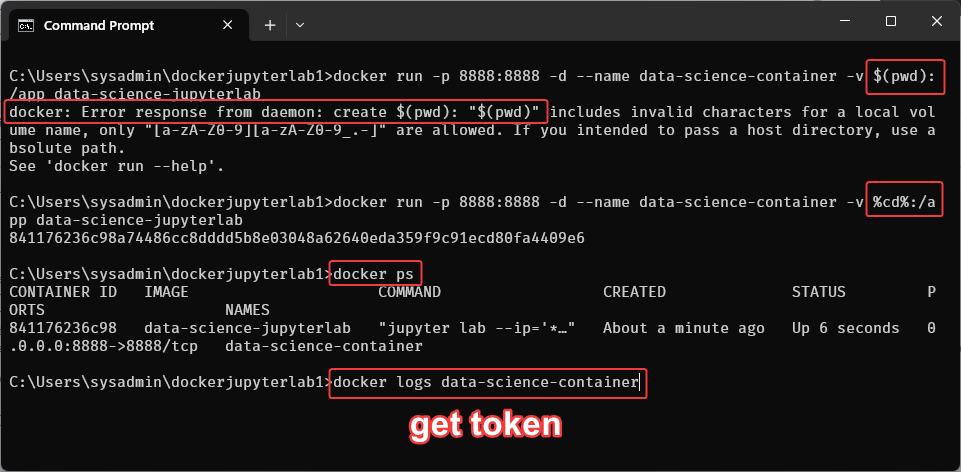 Command Prompt
C:\Users\sysadmin\dockerjupyterlab1>docker run -p 8888:8888 -d --name data-science-container -v $(pwd):
/app data-science-jupyterlab
docker: Error response from daemon: create $(pwd): "$(pwd)" includes invalid characters for a local vol
ume name, only "[a-zA-Z0-9][a-zA-Z0-9_.-]" are allowed. If you intended to pass a host directory, use a
bsolute path.
See 'docker run --help'.
C:\Users\sysadmin\dockerjupyterlab1>docker run -p 8888:8888 -d --name data-science-container -v %cd%:/a
pp data-science-jupyterlab
841176236c98a74486cc8dddd5b8e03048a62640eda359f9c91ecd80fa4409e6
C:\Users\sysadmin\dockerjupyterlab1>docker ps
CONTAINER ID   IMAGE                     COMMAND                  CREATED              STATUS         P
ORTS                    NAMES
841176236c98   data-science-jupyterlab   "jupyter lab --ip='*…"   About a minute ago   Up 6 seconds   0
.0.0.0:8888->8888/tcp   data-science-container
C:\Users\sysadmin\dockerjupyterlab1>docker logs data-science-container
get token